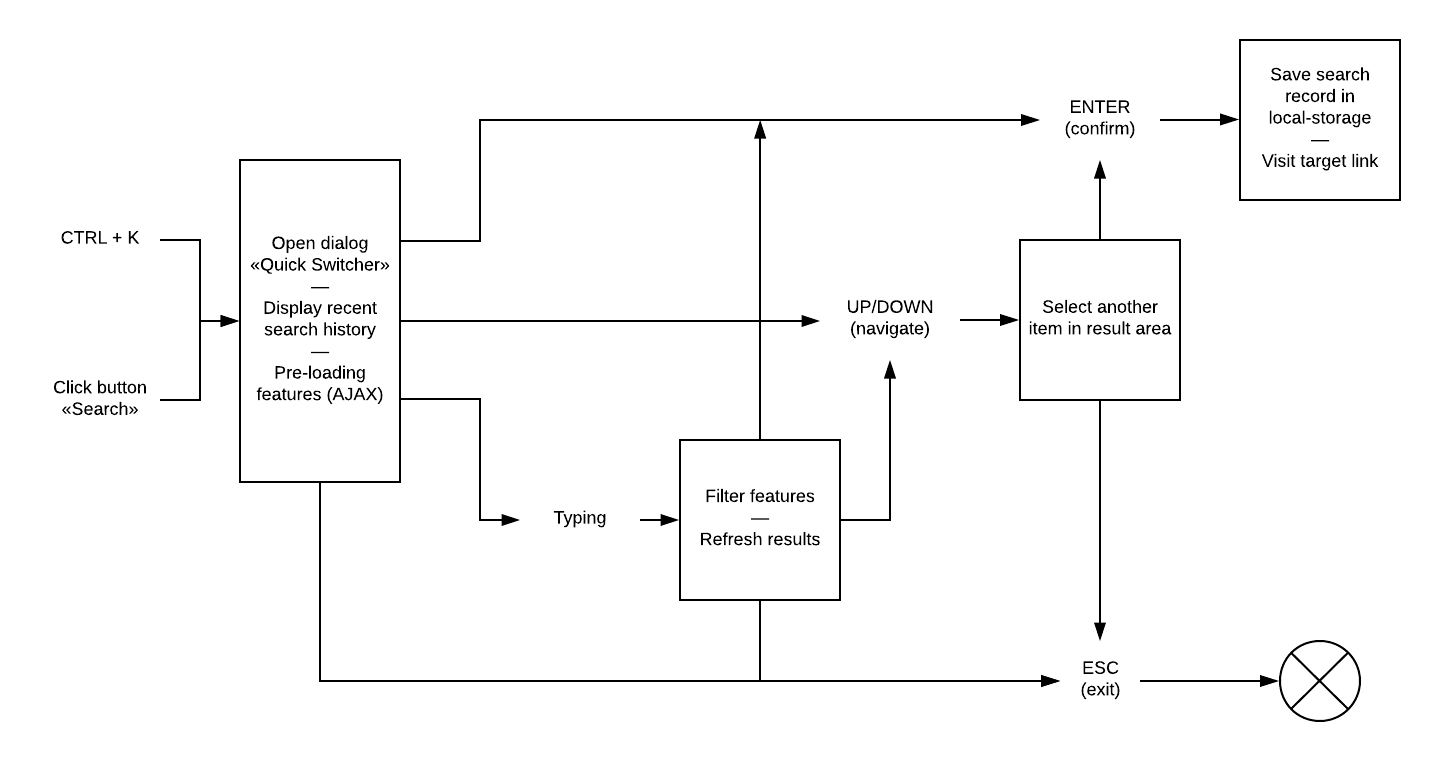 CTRL + K
Click button
«Search»
Open dialog
«Quick Switcher»
—
Display recent
search history
—
Pre-loading
features (AJAX)
Typing
Filter features
—
Refresh results
UP/DOWN
(navigate)
Select another
item in result area
ENTER
(confirm)
Save search
record in
local-storage
—
Visit target link
ESC
(exit)